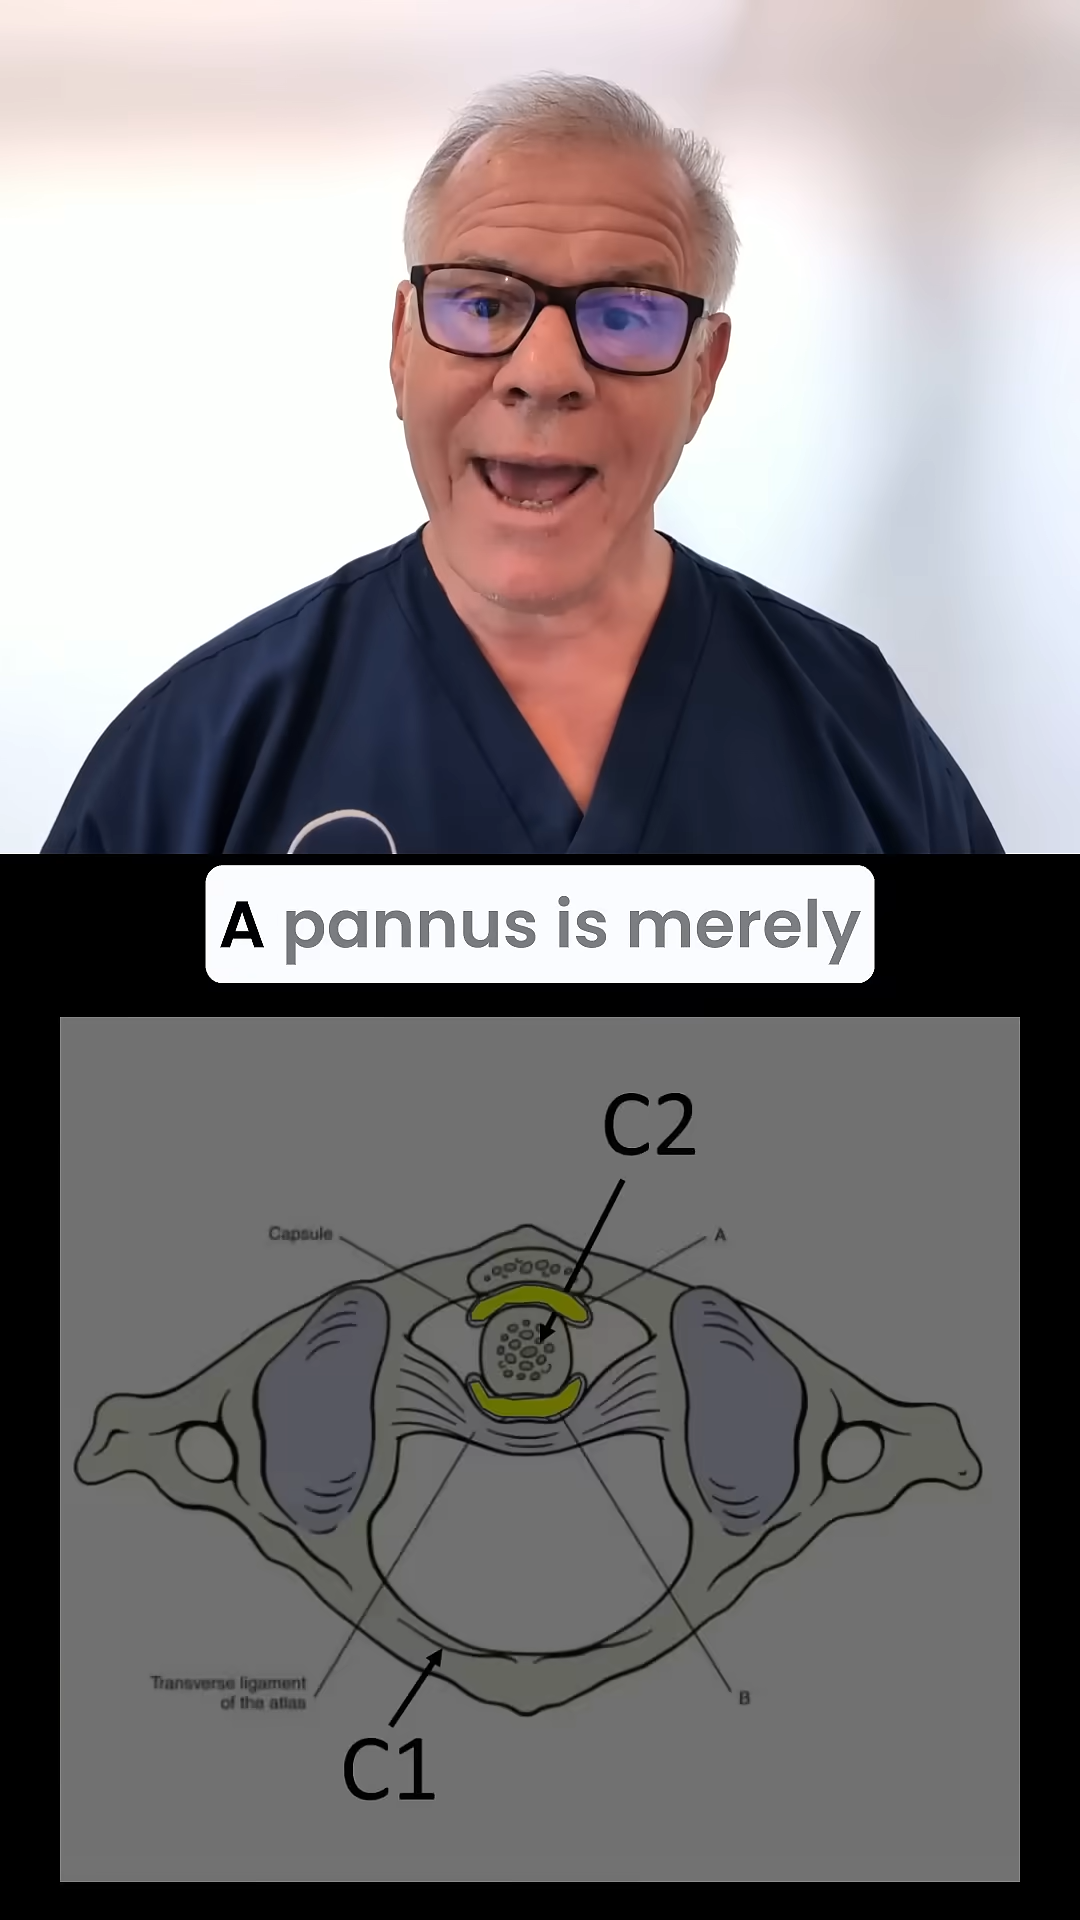 A pannus is merely
C2
Capsule
A
Transverse ligament
of the atlas
B
C1